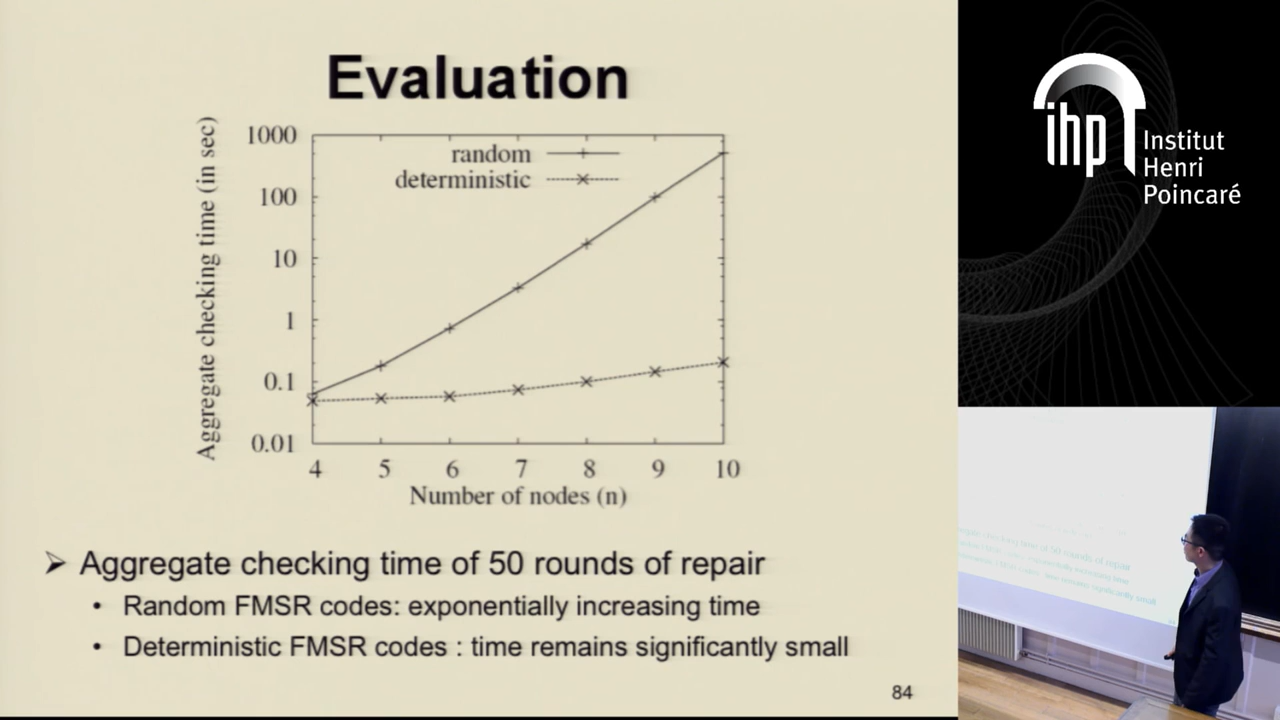 Evaluation
Aggregate checking time (in sec)
1000
100
10
1
0.1
0.01
random
deterministic
4 5 6 7 8 9 10
Number of nodes (n)
➢ Aggregate checking time of 50 rounds of repair
• Random FMSR codes: exponentially increasing time
• Deterministic FMSR codes : time remains significantly small
84
ihp
Institut
Henri
Poincaré